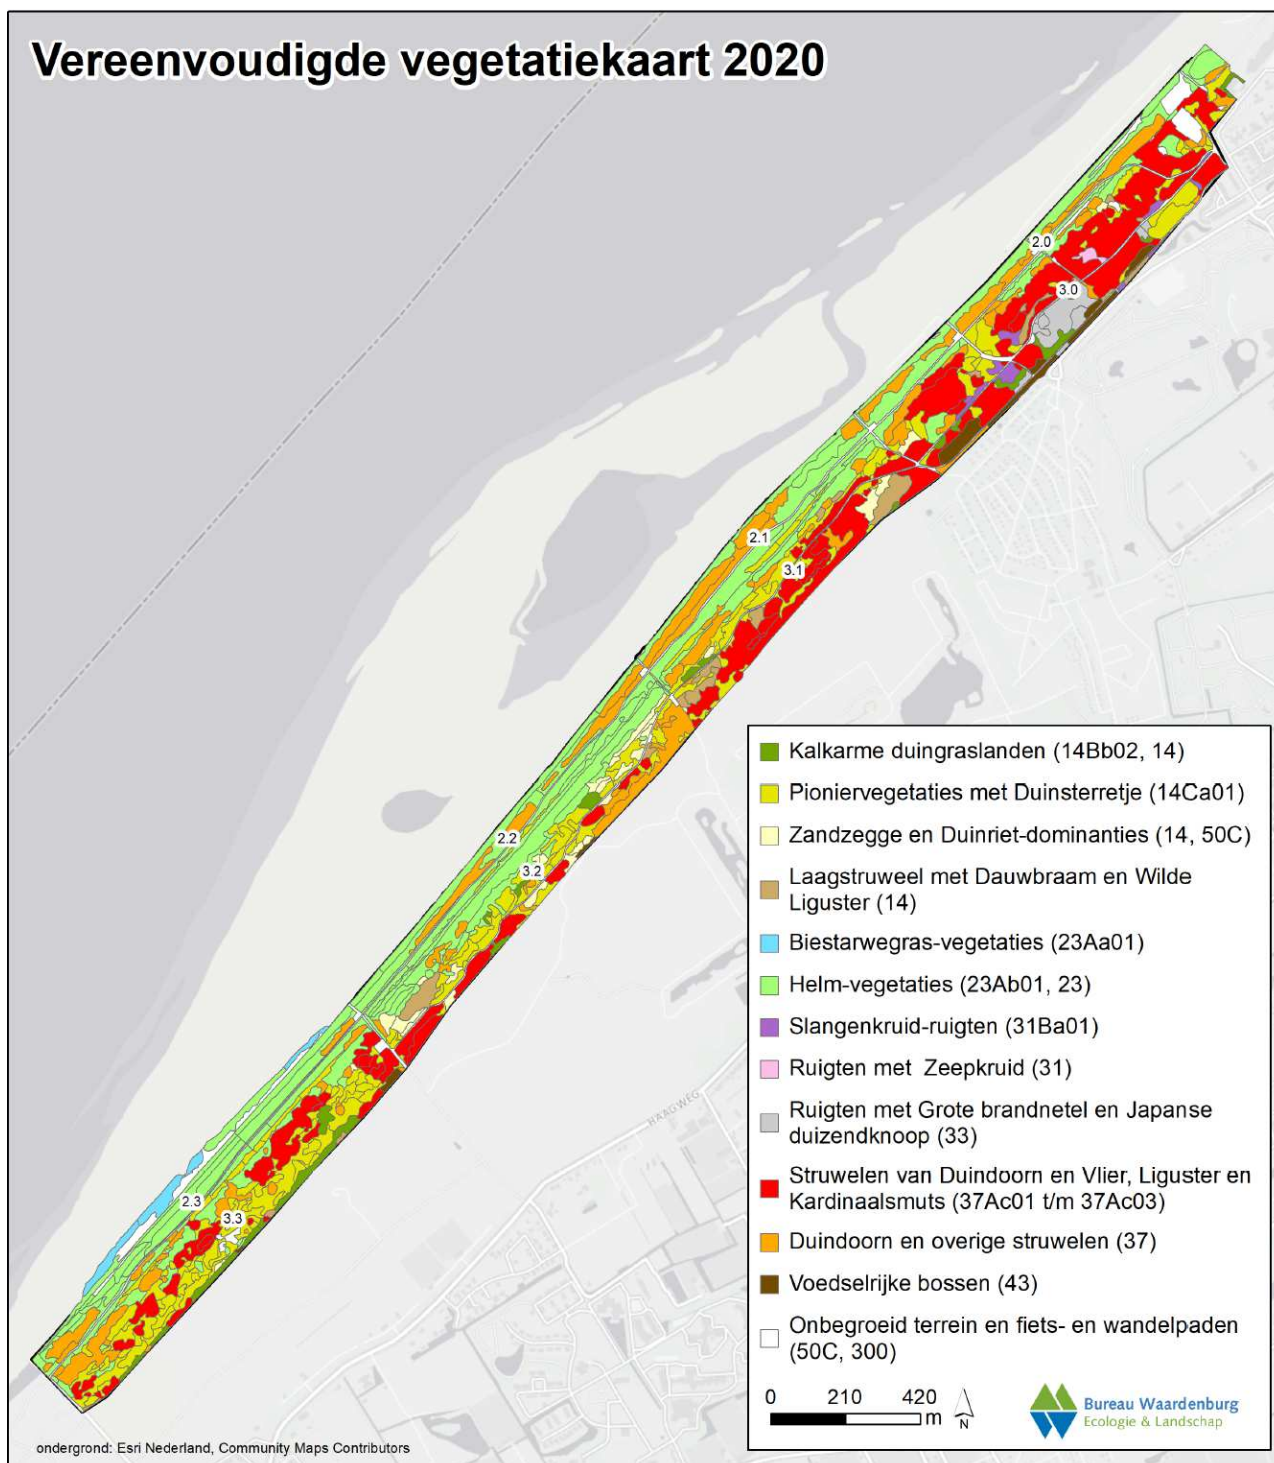 Vereenvoudigde vegetatiekaart 2020
2.0
3.0
2.1
3.1
2.2
3.2
2.3
3.3
HAAGWEG
Kalkarme duingraslanden (14Bb02, 14)
Pioniervegetaties met Duinsterretje (14Ca01)
Zandzegge en Duinriet-dominanties (14, 50C)
Laagstruweel met Dauwbraam en Wilde
Liguster (14)
Biestarwegras-vegetaties (23Aa01)
Helm-vegetaties (23Ab01, 23)
Slangenkruid-ruigten (31Ba01)
Ruigten met Zeepkruid (31)
Ruigten met Grote brandnetel en Japanse
duizendknoop (33)
Struwelen van Duindoorn en Vlier, Liguster en
Kardinaalsmuts (37Ac01 t/m 37Ac03)
Duindoorn en overige struwelen (37)
Voedselrijke bossen (43)
Onbegroeid terrein en fiets- en wandelpaden
(50C, 300)
0 210 420
m
N
Bureau Waardenburg
Ecologie & Landschap
ondergrond: Esri Nederland, Community Maps Contributors